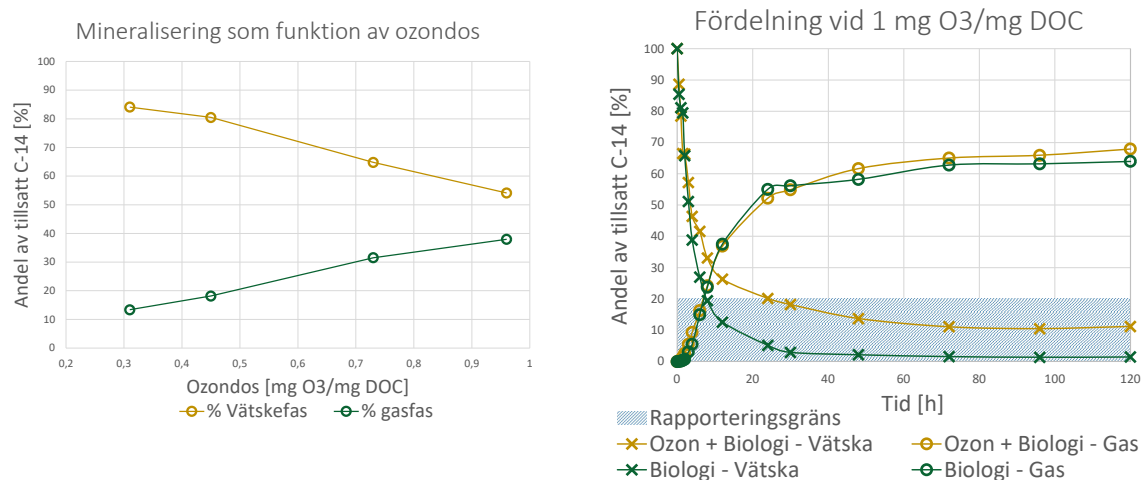 Mineralisering som funktion av ozondos
Andel av tillsatt C-14 [%]
100
90
80
70
60
50
40
30
20
10
0
0,2 0,3 0,4 0,5 0,6 0,7 0,8 0,9 1
Ozondos [mg O3/mg DOC]
% Vätskefas % gasfas
Fördelning vid 1 mg O3/mg DOC
Andel av tillsatt C-14 [%]
100
90
80
70
60
50
40
30
20
10
0
0 20 40 60 80 100 120
Tid [h]
Rapporteringsgräns
Ozon + Biologi - Vätska Ozon + Biologi - Gas
Biologi - Vätska Biologi - Gas